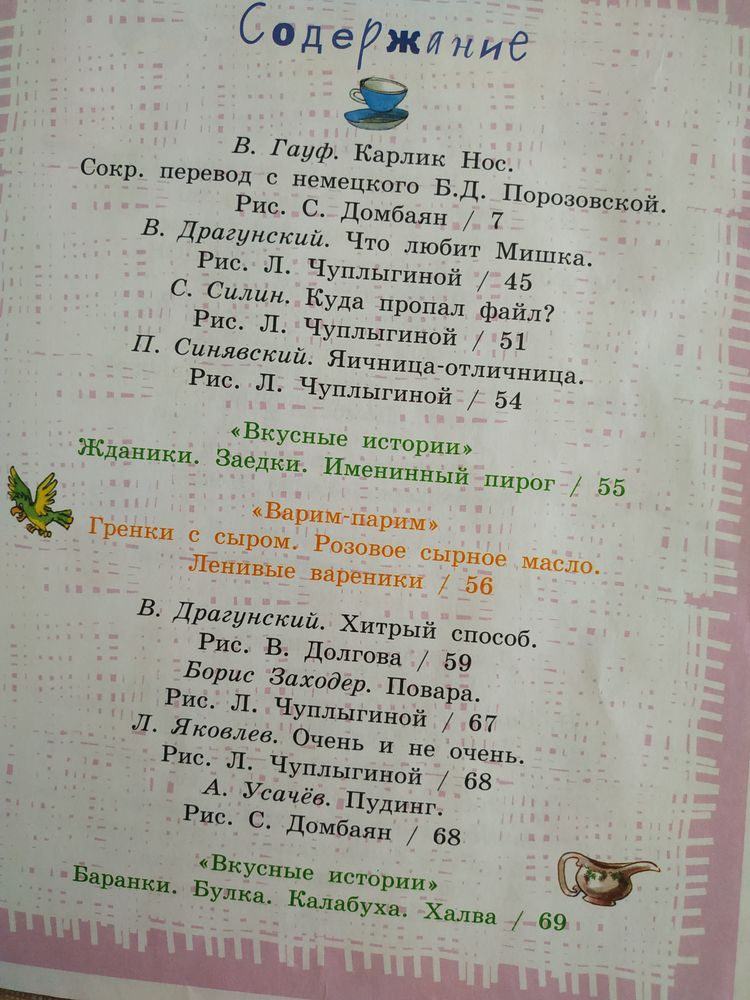 Содержание
В. Гауф. Карлик Нос.
Сокр. перевод с немецкого Б.Д. Порозовской.
Рис. С. Домбаян / 7
В. Драгунский. Что любит Мишка.
Рис. Л. Чуплыгиной / 45
С. Силин. Куда пропал файл?
Рис. Л. Чуплыгиной / 51
П. Синявский. Яичница-отличница.
Рис. Л. Чуплыгиной / 54
«Вкусные истории»
Жданики. Заедки. Именинный пирог / 55
«Варим-парим»
Гренки с сыром. Розовое сырное масло.
Ленивые вареники / 56
В. Драгунский. Хитрый способ.
Рис. В. Долгова / 59
Борис Заходер. Повара.
Рис. Л. Чуплыгиной / 67
Л. Яковлев. Очень и не очень.
Рис. Л. Чуплыгиной / 68
А. Усачёв. Пудинг.
Рис. С. Домбаян / 68
«Вкусные истории»
Баранки. Булка. Калабуха. Халва / 69